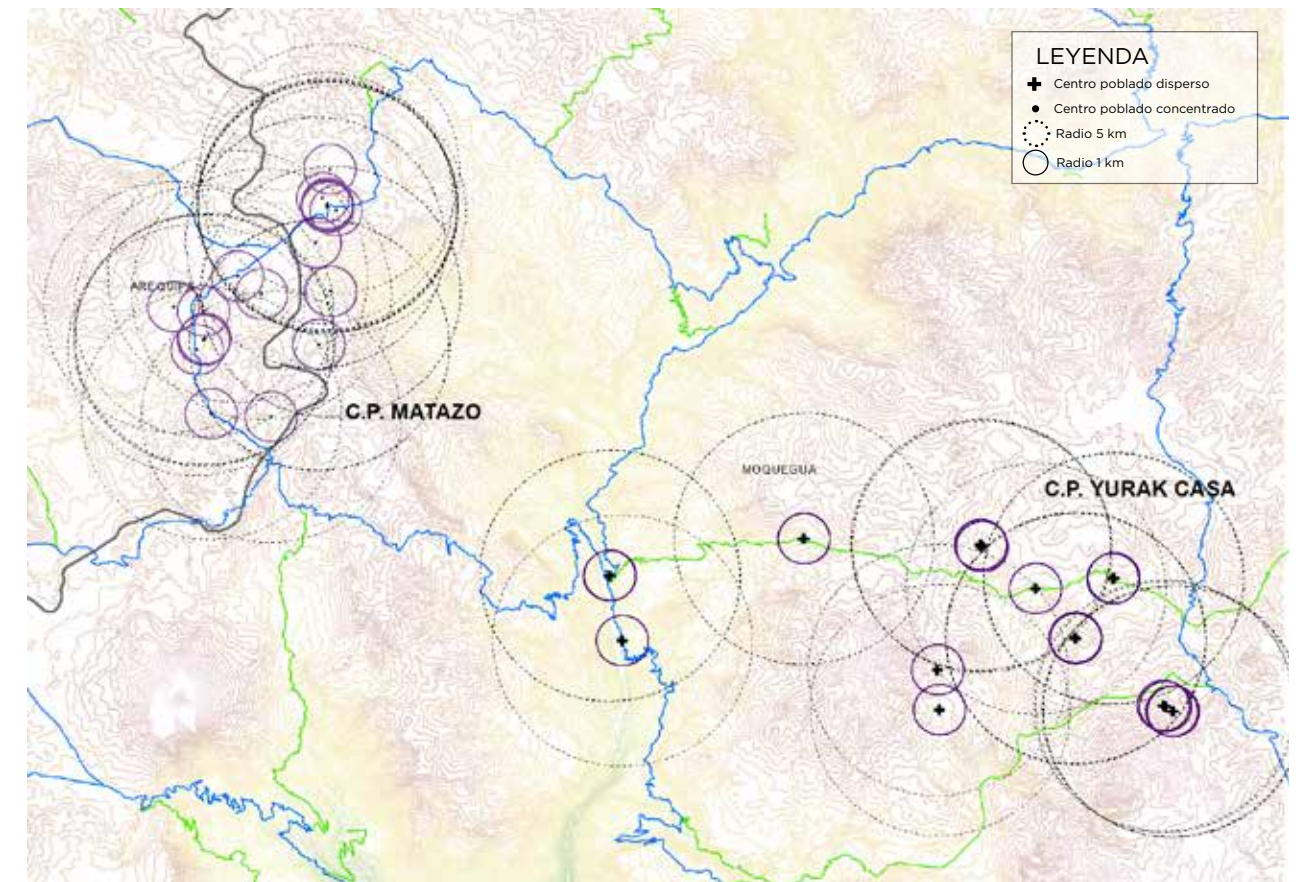 LEYENDA
Centro poblado disperso
Centro poblado concentrado
Radio 5 km
Radio 1 km
AREQUIPA
C.P. MATAZO
MOQUEGUA
C.P. YURAK CASA